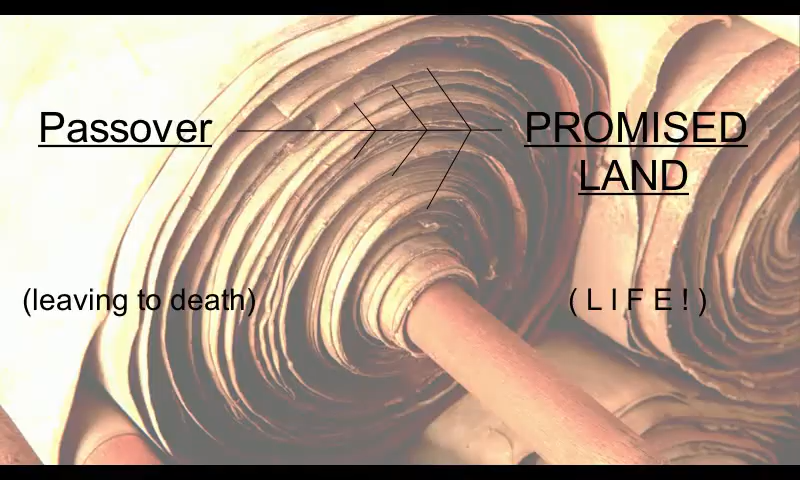 Passover
PROMISED
LAND
(leaving to death)
( L I F E ! )